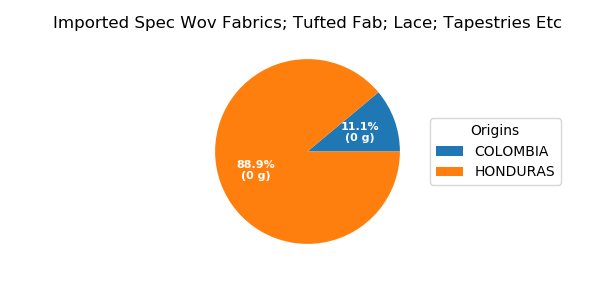 Imported Spec Wov Fabrics; Tufted Fab; Lace; Tapestries Etc
11.1%
(0 g)
88.9%
(0 g)
Origins
COLOMBIA
HONDURAS